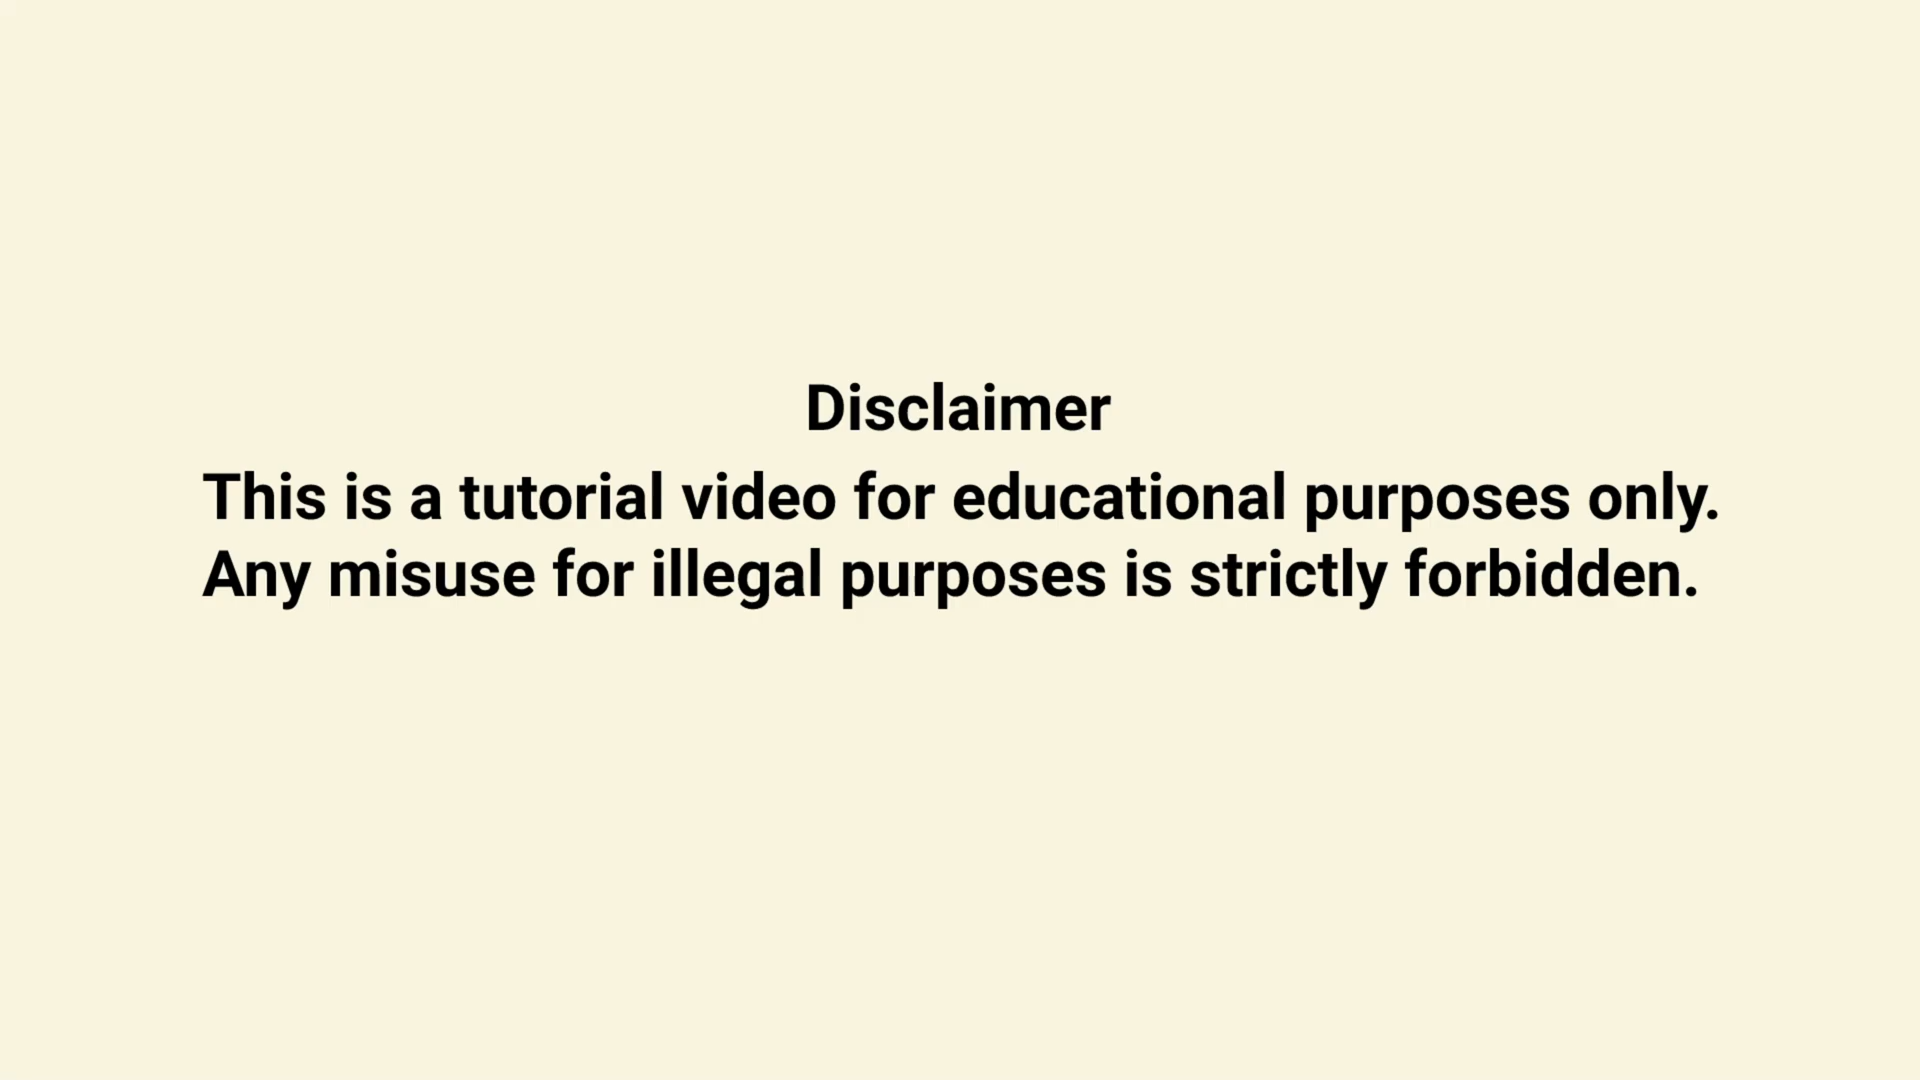 Disclaimer
This is a tutorial video for educational purposes only.
Any misuse for illegal purposes is strictly forbidden.